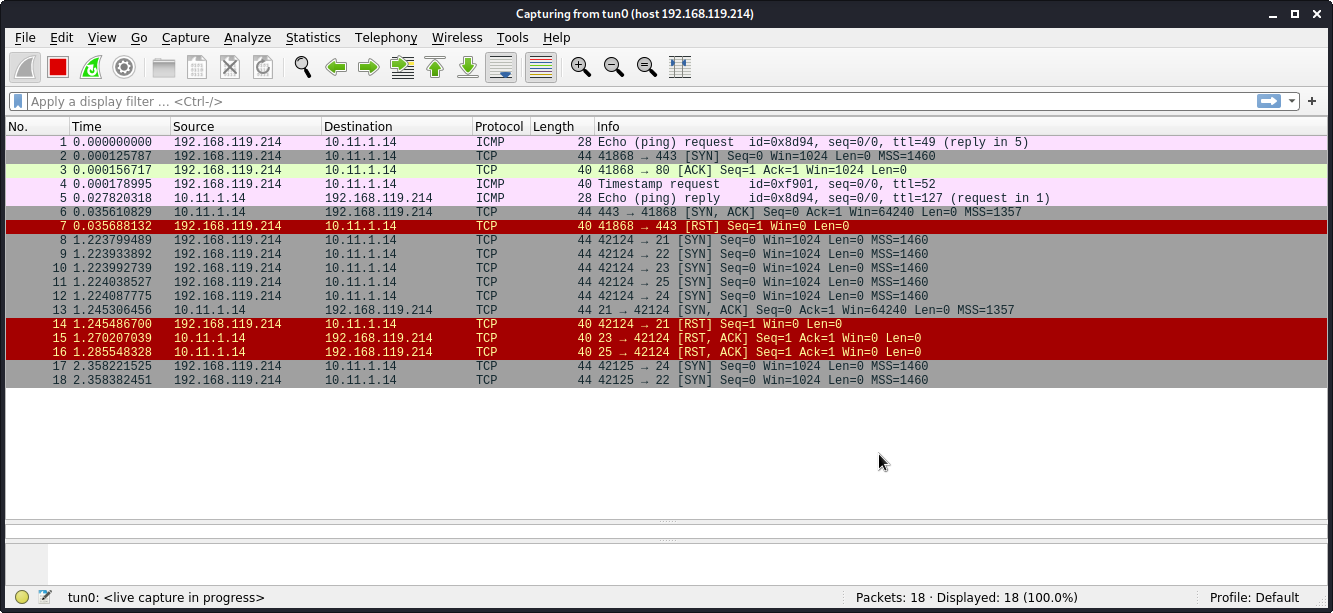 Capturing from tun0 (host 192.168.119.214)
File Edit View Go Capture Analyze Statistics Telephony Wireless Tools Help
Apply a display filter ... <Ctrl-/>
No. Time Source Destination Protocol Length Info
1 0.000000000 192.168.119.214 10.11.1.14 ICMP 28 Echo (ping) request id=0x8d94, seq=0/0, ttl=49 (reply in 5)
2 0.000125787 192.168.119.214 10.11.1.14 TCP 44 41868 → 443 [SYN] Seq=0 Win=1024 Len=0 MSS=1460
3 0.000156717 192.168.119.214 10.11.1.14 TCP 40 41868 → 80 [ACK] Seq=1 Ack=1 Win=1024 Len=0
4 0.000178995 192.168.119.214 10.11.1.14 ICMP 40 Timestamp request id=0xf901, seq=0/0, ttl=52
5 0.027820318 10.11.1.14 192.168.119.214 ICMP 28 Echo (ping) reply id=0x8d94, seq=0/0, ttl=127 (request in 1)
6 0.035610829 10.11.1.14 192.168.119.214 TCP 44 443 → 41868 [SYN, ACK] Seq=0 Ack=1 Win=64240 Len=0 MSS=1357
7 0.035688132 192.168.119.214 10.11.1.14 TCP 40 41868 → 443 [RST] Seq=1 Win=0 Len=0
8 1.223799489 192.168.119.214 10.11.1.14 TCP 44 42124 → 21 [SYN] Seq=0 Win=1024 Len=0 MSS=1460
9 1.223933892 192.168.119.214 10.11.1.14 TCP 44 42124 → 22 [SYN] Seq=0 Win=1024 Len=0 MSS=1460
10 1.223992739 192.168.119.214 10.11.1.14 TCP 44 42124 → 23 [SYN] Seq=0 Win=1024 Len=0 MSS=1460
11 1.224038527 192.168.119.214 10.11.1.14 TCP 44 42124 → 25 [SYN] Seq=0 Win=1024 Len=0 MSS=1460
12 1.224087775 192.168.119.214 10.11.1.14 TCP 44 42124 → 24 [SYN] Seq=0 Win=1024 Len=0 MSS=1460
13 1.245306456 10.11.1.14 192.168.119.214 TCP 44 21 → 42124 [SYN, ACK] Seq=0 Ack=1 Win=64240 Len=0 MSS=1357
14 1.245486700 192.168.119.214 10.11.1.14 TCP 40 42124 → 21 [RST] Seq=1 Win=0 Len=0
15 1.270207039 10.11.1.14 192.168.119.214 TCP 40 23 → 42124 [RST, ACK] Seq=1 Ack=1 Win=0 Len=0
16 1.285548328 10.11.1.14 192.168.119.214 TCP 40 25 → 42124 [RST, ACK] Seq=1 Ack=1 Win=0 Len=0
17 2.358221525 192.168.119.214 10.11.1.14 TCP 44 42125 → 24 [SYN] Seq=0 Win=1024 Len=0 MSS=1460
18 2.358382451 192.168.119.214 10.11.1.14 TCP 44 42125 → 22 [SYN] Seq=0 Win=1024 Len=0 MSS=1460
tun0: <live capture in progress> Packets: 18 · Displayed: 18 (100.0%) Profile: Default